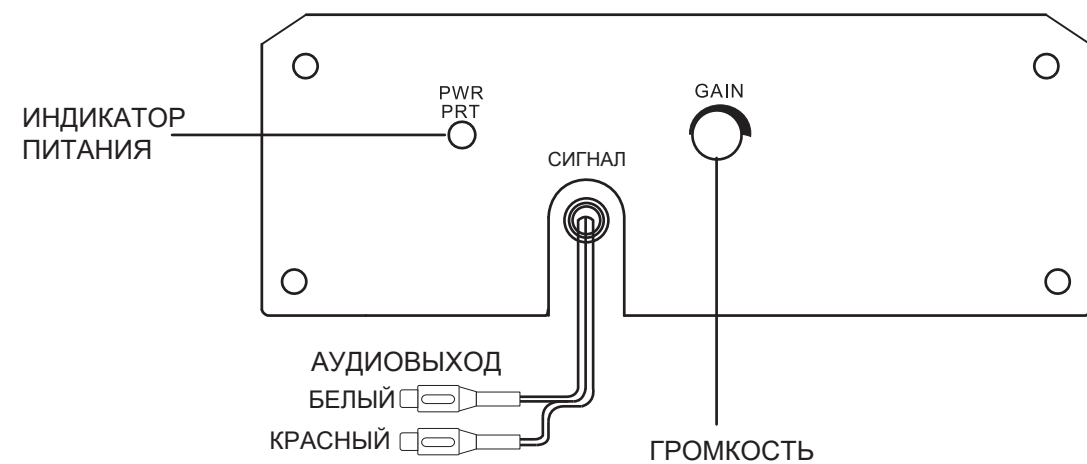 PWR
PRT
GAIN
ИНДИКАТОР
ПИТАНИЯ
СИГНАЛ
АУДИОВЫХОД
БЕЛЫЙ
КРАСНЫЙ
ГРОМКОСТЬ